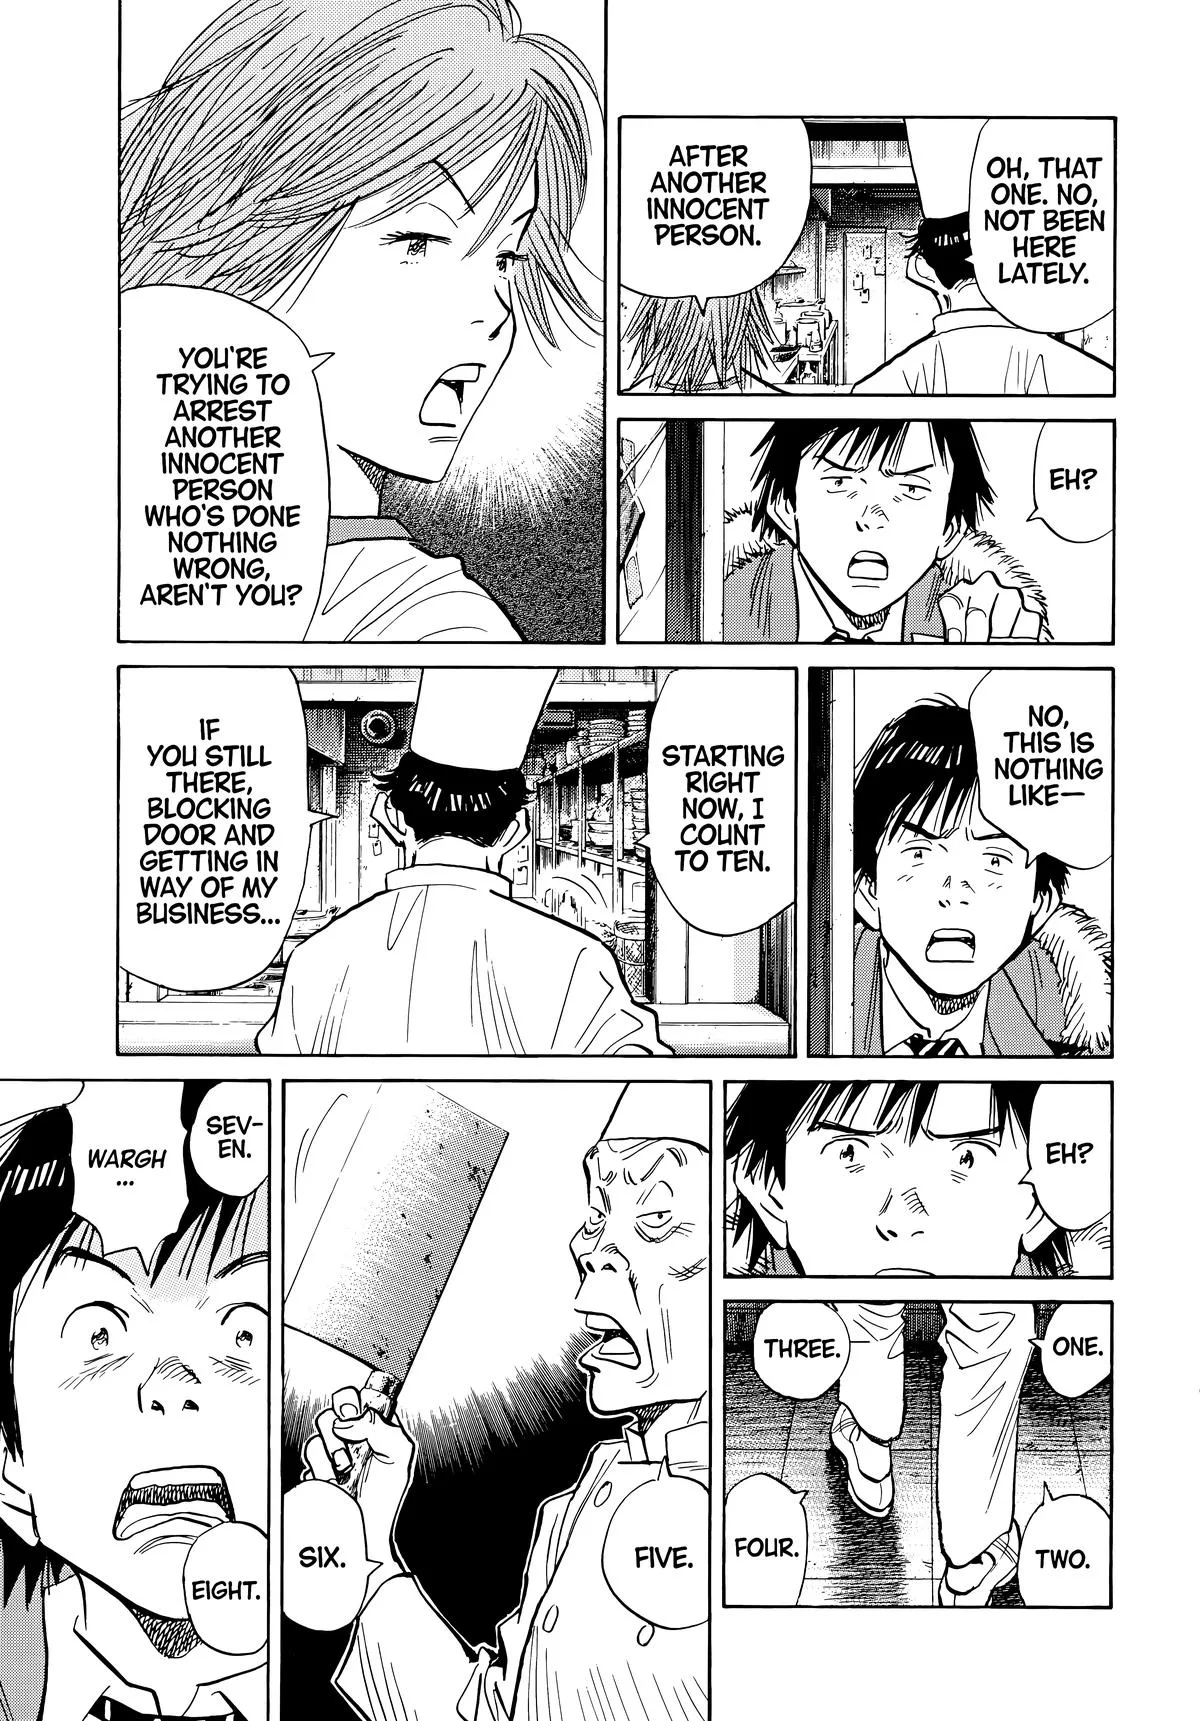 OH, THAT
ONE. NO,
NOT BEEN
HERE
LATELY.
AFTER
ANOTHER
INNOCENT
PERSON.
EH?
YOU'RE
TRYING TO
ARREST
ANOTHER
INNOCENT
PERSON
WHO'S DONE
NOTHING
WRONG,
AREN'T YOU?
NO,
THIS IS
NOTHING
LIKE—
STARTING
RIGHT
NOW, I
COUNT
TO TEN.
IF
YOU STILL
THERE,
BLOCKING
DOOR AND
GETTING IN
WAY OF MY
BUSINESS...
EH?
ONE.
TWO.
THREE.
FOUR.
FIVE.
SIX.
SEV-
EN.
WARGH
...
EIGHT.